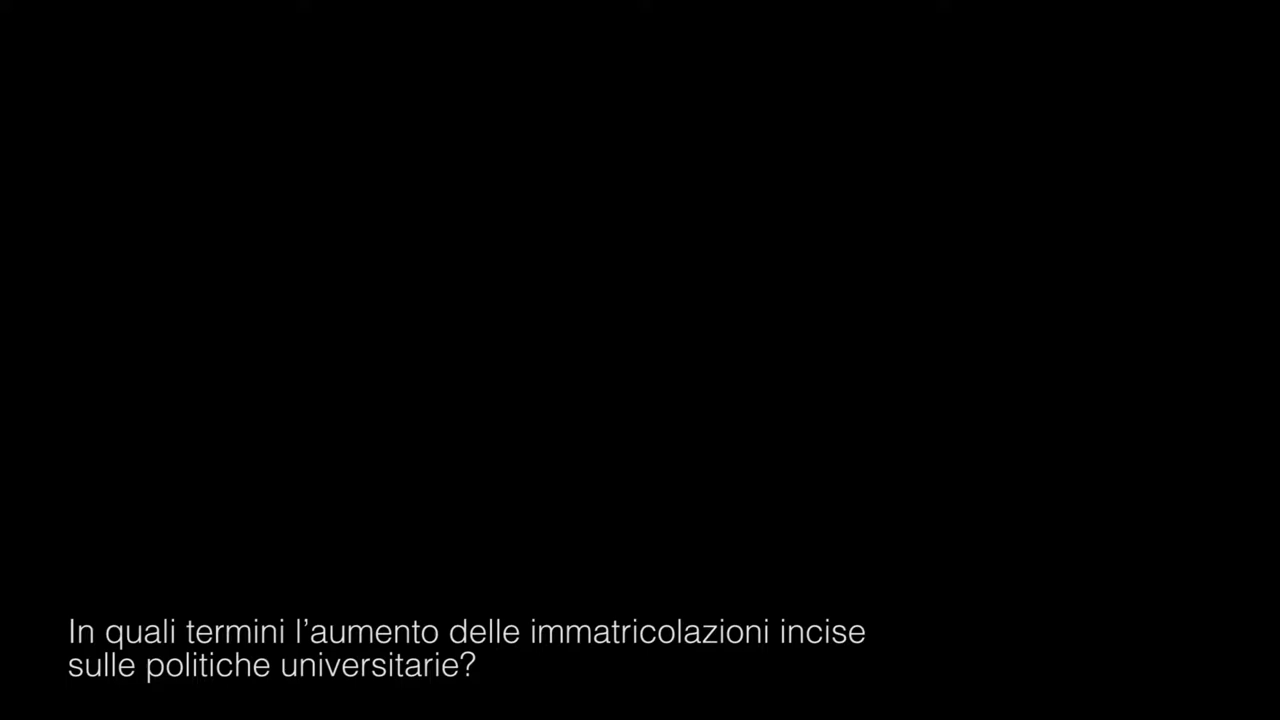 In quali termini l’aumento delle immatricolazioni incise
sulle politiche universitarie?